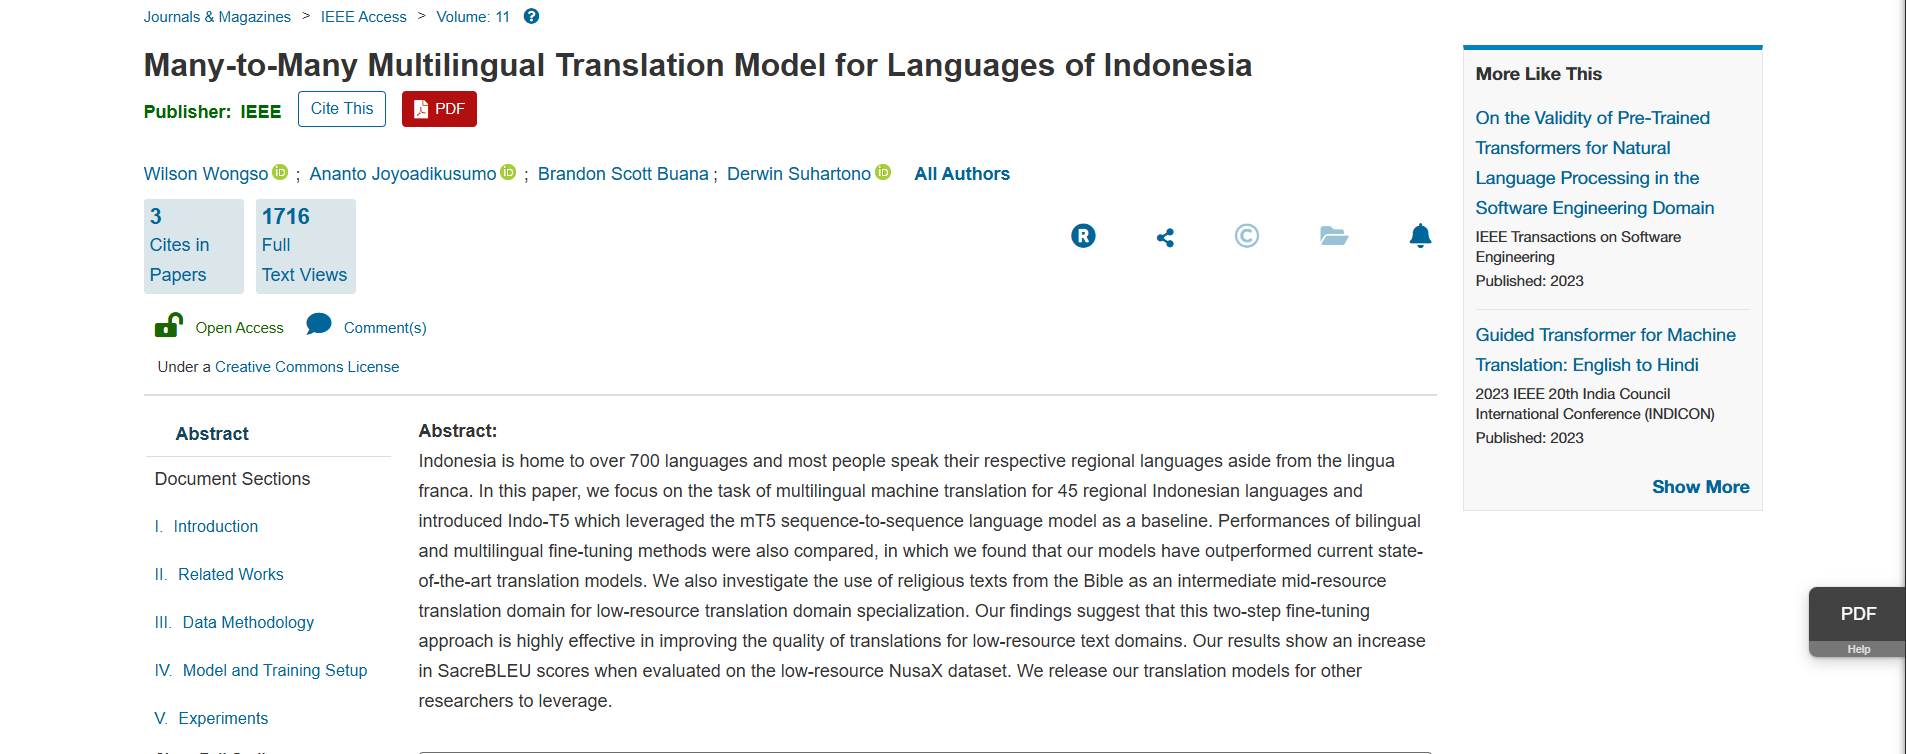 Journals & Magazines > IEEE Access > Volume: 11
Many-to-Many Multilingual Translation Model for Languages of Indonesia
Publisher: IEEE Cite This PDF
Wilson Wongso ; Ananto Joyoadikusumo ; Brandon Scott Buana ; Derwin Suhartono All Authors
3
Cites in
Papers
1716
Full
Text Views
Open Access Comment(s)
Under a Creative Commons License
Abstract
Document Sections
I. Introduction
II. Related Works
III. Data Methodology
IV. Model and Training Setup
V. Experiments
Abstract:
Indonesia is home to over 700 languages and most people speak their respective regional languages aside from the lingua
franca. In this paper, we focus on the task of multilingual machine translation for 45 regional Indonesian languages and
introduced Indo-T5 which leveraged the mT5 sequence-to-sequence language model as a baseline. Performances of bilingual
and multilingual fine-tuning methods were also compared, in which we found that our models have outperformed current state-
of-the-art translation models. We also investigate the use of religious texts from the Bible as an intermediate mid-resource
translation domain for low-resource translation domain specialization. Our findings suggest that this two-step fine-tuning
approach is highly effective in improving the quality of translations for low-resource text domains. Our results show an increase
in SacreBLEU scores when evaluated on the low-resource NusaX dataset. We release our translation models for other
researchers to leverage.
More Like This
On the Validity of Pre-Trained
Transformers for Natural
Language Processing in the
Software Engineering Domain
IEEE Transactions on Software
Engineering
Published: 2023
Guided Transformer for Machine
Translation: English to Hindi
2023 IEEE 20th India Council
International Conference (INDICON)
Published: 2023
Show More
PDF
Help